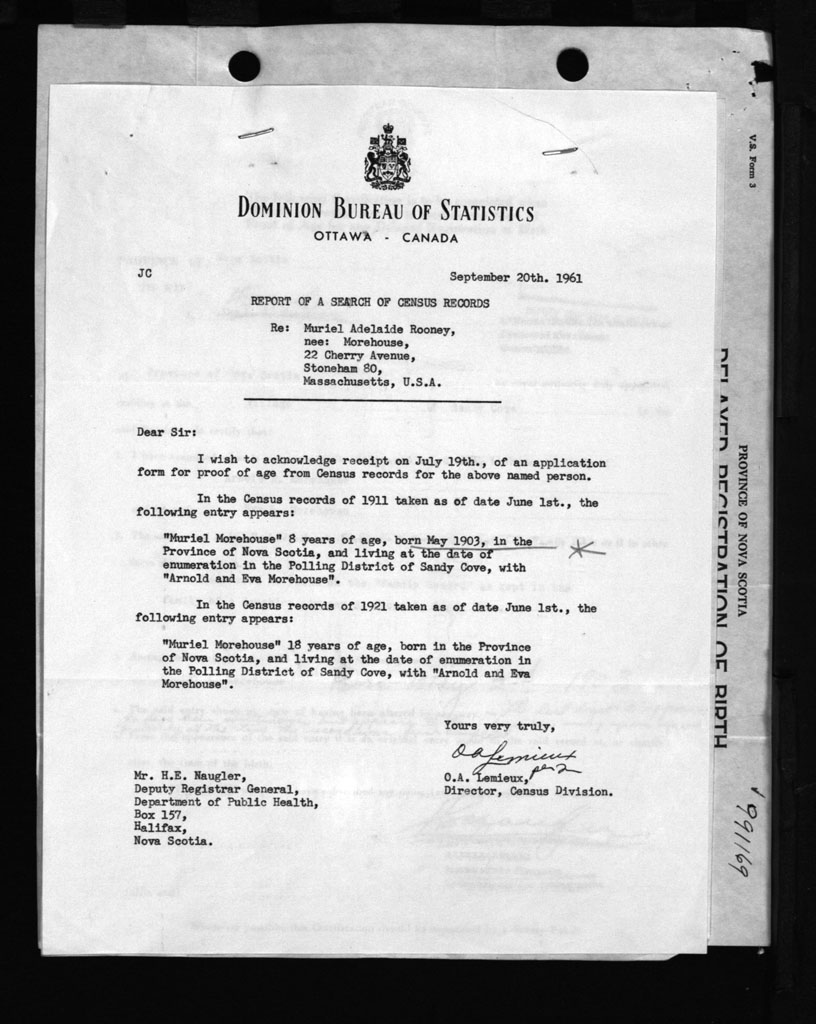 DOMINION BUREAU OF STATISTICS
OTTAWA - CANADA
JC
September 20th. 1961
REPORT OF A SEARCH OF CENSUS RECORDS
Re: Muriel Adelaide Rooney,
nee: Morehouse,
22 Cherry Avenue,
Stoneham 80,
Massachusetts, U.S.A.
Dear Sir:
I wish to acknowledge receipt on July 19th., of an application
form for proof of age from Census records for the above named person.
In the Census records of 1911 taken as of date June 1st., the
following entry appears:
"Muriel Morehouse" 8 years of age, born May 1903, in the
Province of Nova Scotia, and living at the date of
enumeration in the Polling District of Sandy Cove, with
"Arnold and Eva Morehouse".
In the Census records of 1921 taken as of date June 1st., the
following entry appears:
"Muriel Morehouse" 18 years of age, born in the Province
of Nova Scotia, and living at the date of enumeration in
the Polling District of Sandy Cove, with "Arnold and Eva
Morehouse".
Yours very truly,
OA Lemieux
O.A. Lemieux,
Director, Census Division.
Mr. H.E. Naugler,
Deputy Registrar General,
Department of Public Health,
Box 157,
Halifax,
Nova Scotia.
V.S. Form 3
PROVINCE OF NOVA SCOTIA
DELAYED REGISTRATION OF BIRTH
991169